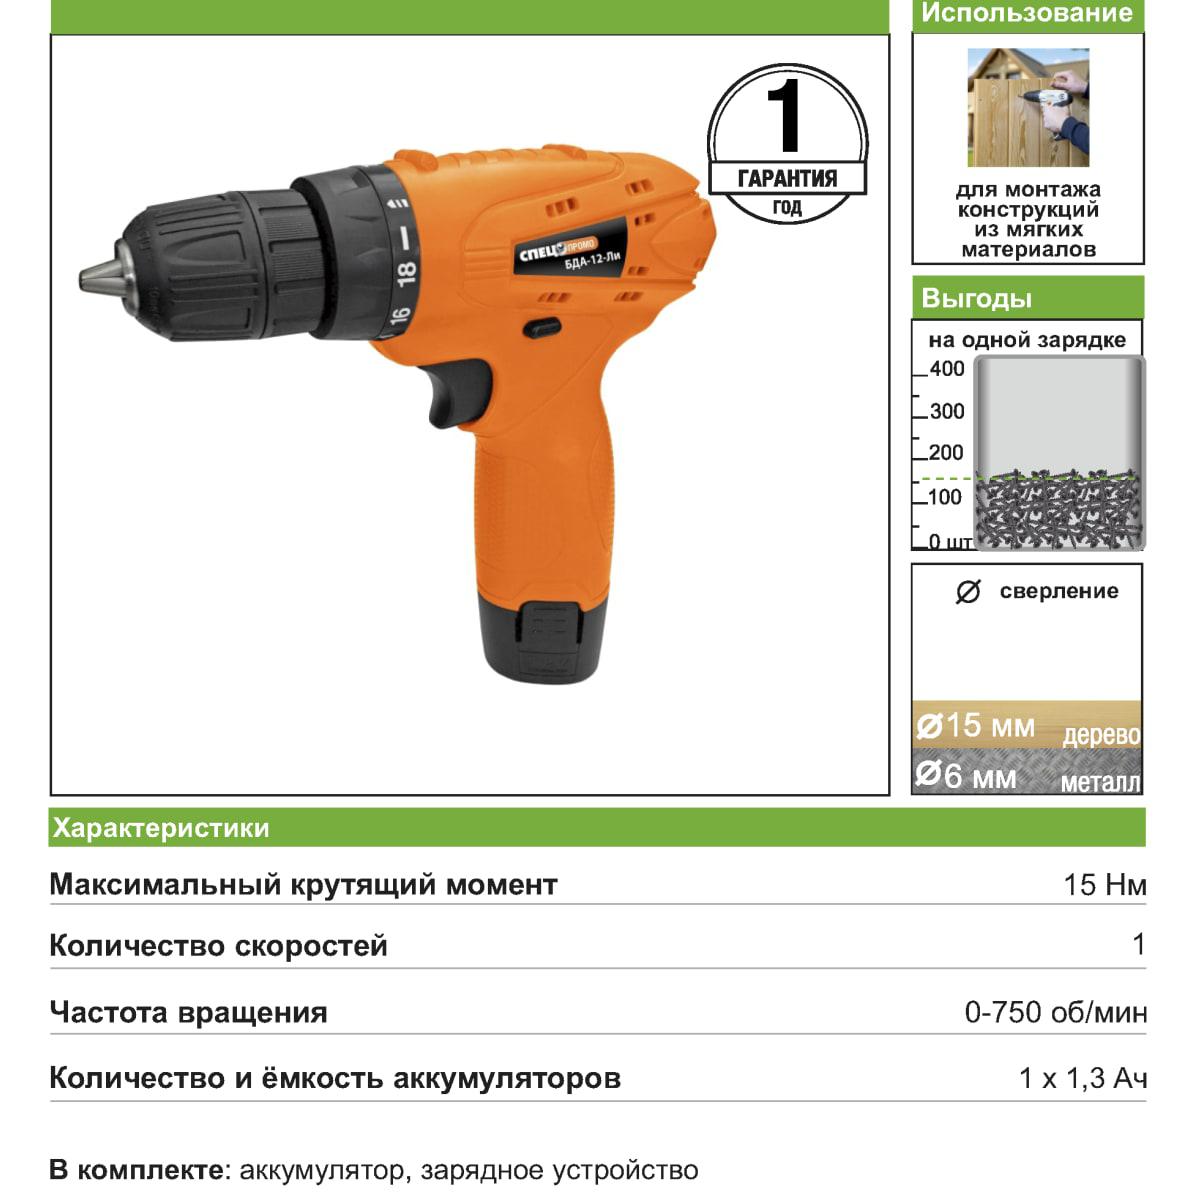 Использование
1
ГАРАНТИЯ
ГОД
СПЕЦ ПРОМО
БДА-12-Ли
1
18
16
для монтажа
конструкций
из мягких
материалов
Выгоды
на одной зарядке
400
300
200
100
0 шт
Ø сверление
Ø15 мм дерево
Ø6 мм металл
Характеристики
Максимальный крутящий момент 15 Нм
Количество скоростей 1
Частота вращения 0-750 об/мин
Количество и ёмкость аккумуляторов 1 x 1,3 Ач
В комплекте: аккумулятор, зарядное устройство